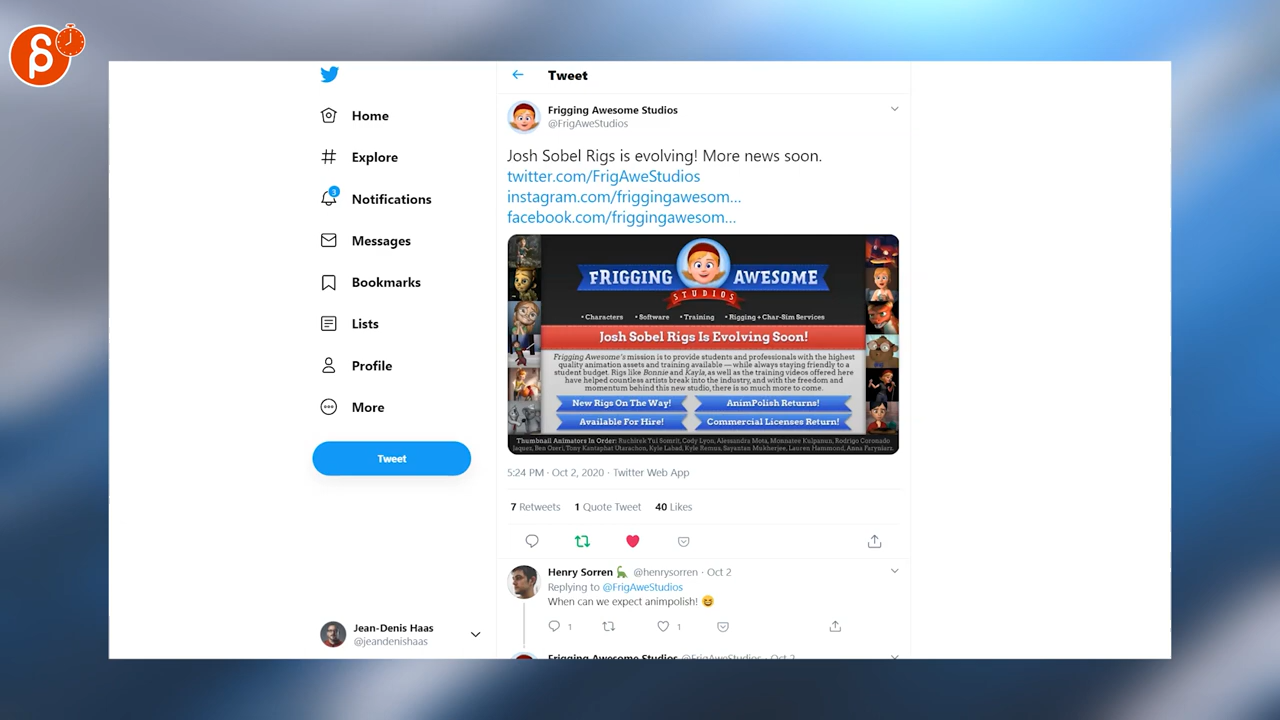 Tweet
Home
Explore
3
Notifications
Messages
Bookmarks
Lists
Profile
More
Tweet
Jean-Denis Haas
@jeandenishaas
Frigging Awesome Studios
@FrigAweStudios
Josh Sobel Rigs is evolving! More news soon.
twitter.com/FrigAweStudios
instagram.com/friggingawesom...
facebook.com/friggingawesom...
FRIGGING AWESOME
STUDIOS
• Characters • Software • Training • Rigging + Char-Sim Services
Josh Sobel Rigs Is Evolving Soon!
Frigging Awesome's mission is to provide students and professionals with the highest
quality animation assets and training available — while always staying friendly to a
student budget. Rigs like Bonnie and Kayla, as well as the training videos offered here
have helped countless artists break into the industry, and with the freedom and
momentum behind this new studio, there is so much more to come.
New Rigs On The Way! AnimPolish Returns!
Available For Hire! Commercial Licenses Return!
Thumbnail Animators In Order: Ruchirek Tui Somrit, Cody Lyon, Alessandra Mota, Monnatee Kulpanun, Rodrigo Coronado
Jaquez, Ben Ozeri, Tony Kantaphat Utarachon, Kyle Labad, Kyle Remus, Sayantan Mukherjee, Lauren Hammond, Anna
5:24 PM · Oct 2, 2020 · Twitter Web App
7 Retweets 1 Quote Tweet 40 Likes
Henry Sorren @henrysorren · Oct 2
Replying to @FrigAweStudios
When can we expect animpolish! 😄
1 1
Frigging Awesome Studios @FrigAweStudios · Oct 2